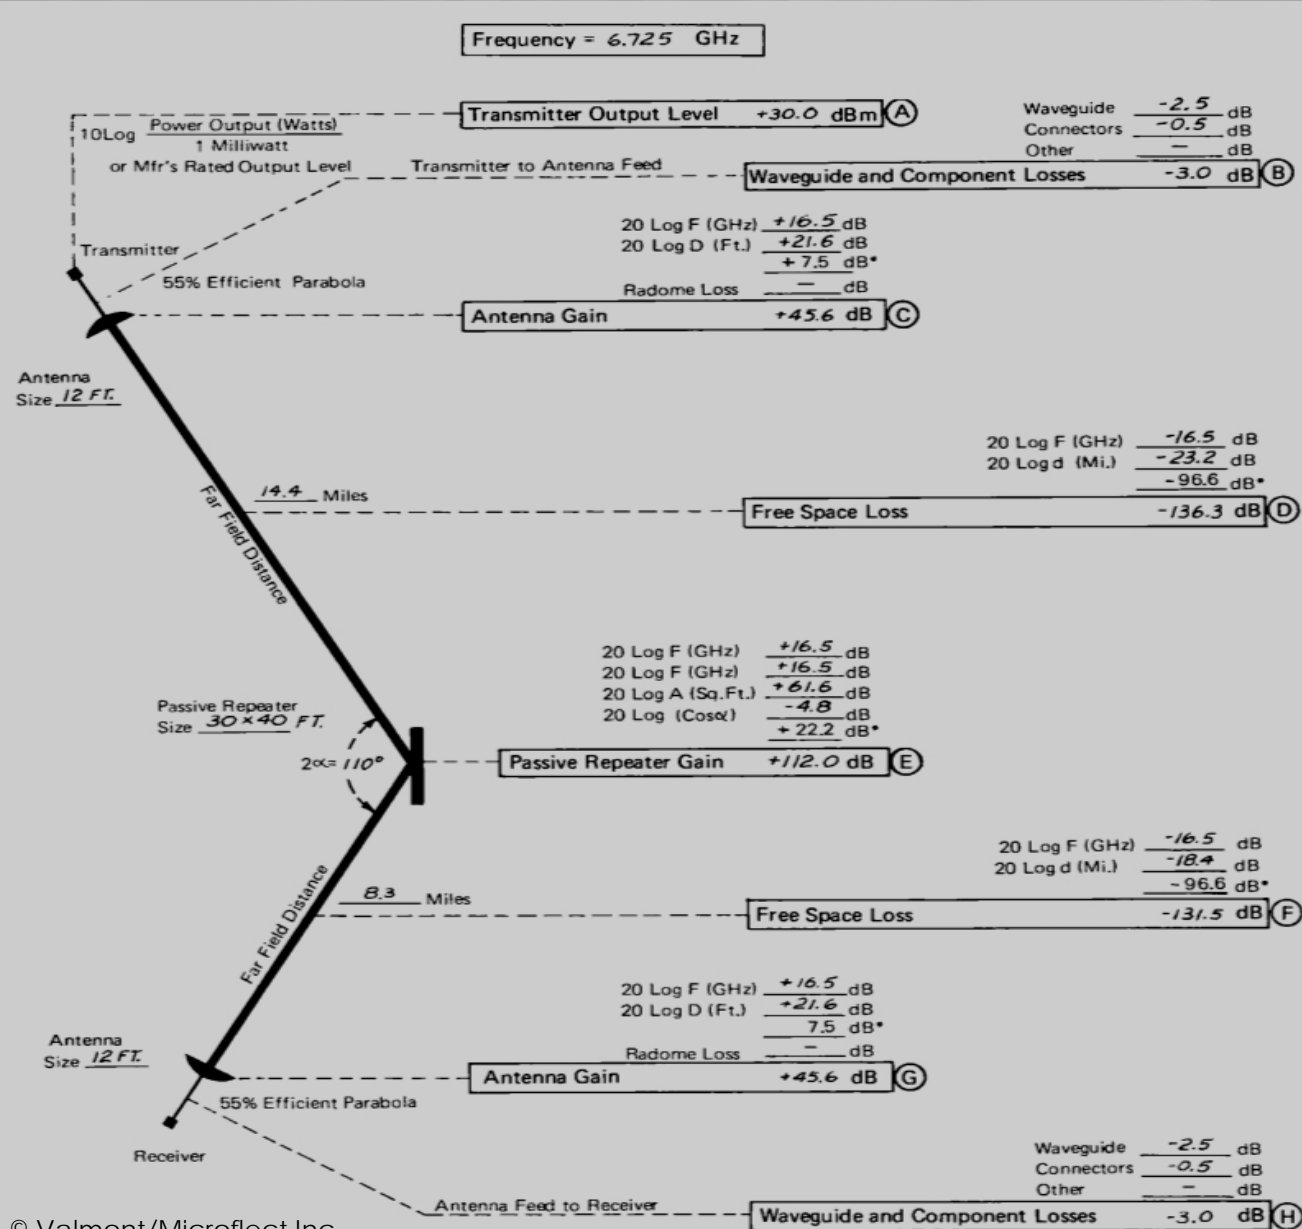 Frequency = 6.725 GHz
Transmitter Output Level +30.0 dBm A
10Log Power Output (Watts)
1 Milliwatt
or Mfr's Rated Output Level
Waveguide -2.5 dB
Connectors -0.5 dB
Other — dB
Transmitter to Antenna Feed
Waveguide and Component Losses -3.0 dB B
20 Log F (GHz) +16.5 dB
20 Log D (Ft.) +21.6 dB
+7.5 dB*
Radome Loss — dB
Transmitter
55% Efficient Parabola
Antenna Gain +45.6 dB C
Antenna
Size 12 FT.
20 Log F (GHz) -16.5 dB
20 Log d (Mi.) -23.2 dB
-96.6 dB*
14.4 Miles
Free Space Loss -136.3 dB D
Far Field Distance
20 Log F (GHz) +16.5 dB
20 Log F (GHz) +16.5 dB
20 Log A (Sq.Ft.) +61.6 dB
20 Log (Cosα) -4.8 dB
+22.2 dB*
Passive Repeater
Size 30×40 FT.
2α=110°
Passive Repeater Gain +112.0 dB E
20 Log F (GHz) -16.5 dB
20 Log d (Mi.) -18.4 dB
-96.6 dB*
8.3 Miles
Free Space Loss -131.5 dB F
Far Field Distance
20 Log F (GHz) +16.5 dB
20 Log D (Ft.) +21.6 dB
7.5 dB*
Radome Loss — dB
Antenna
Size 12 FT.
Antenna Gain +45.6 dB G
55% Efficient Parabola
Receiver
Waveguide -2.5 dB
Connectors -0.5 dB
Other — dB
Antenna Feed to Receiver
Waveguide and Component Losses -3.0 dB H
© Valmont/Microflect Inc